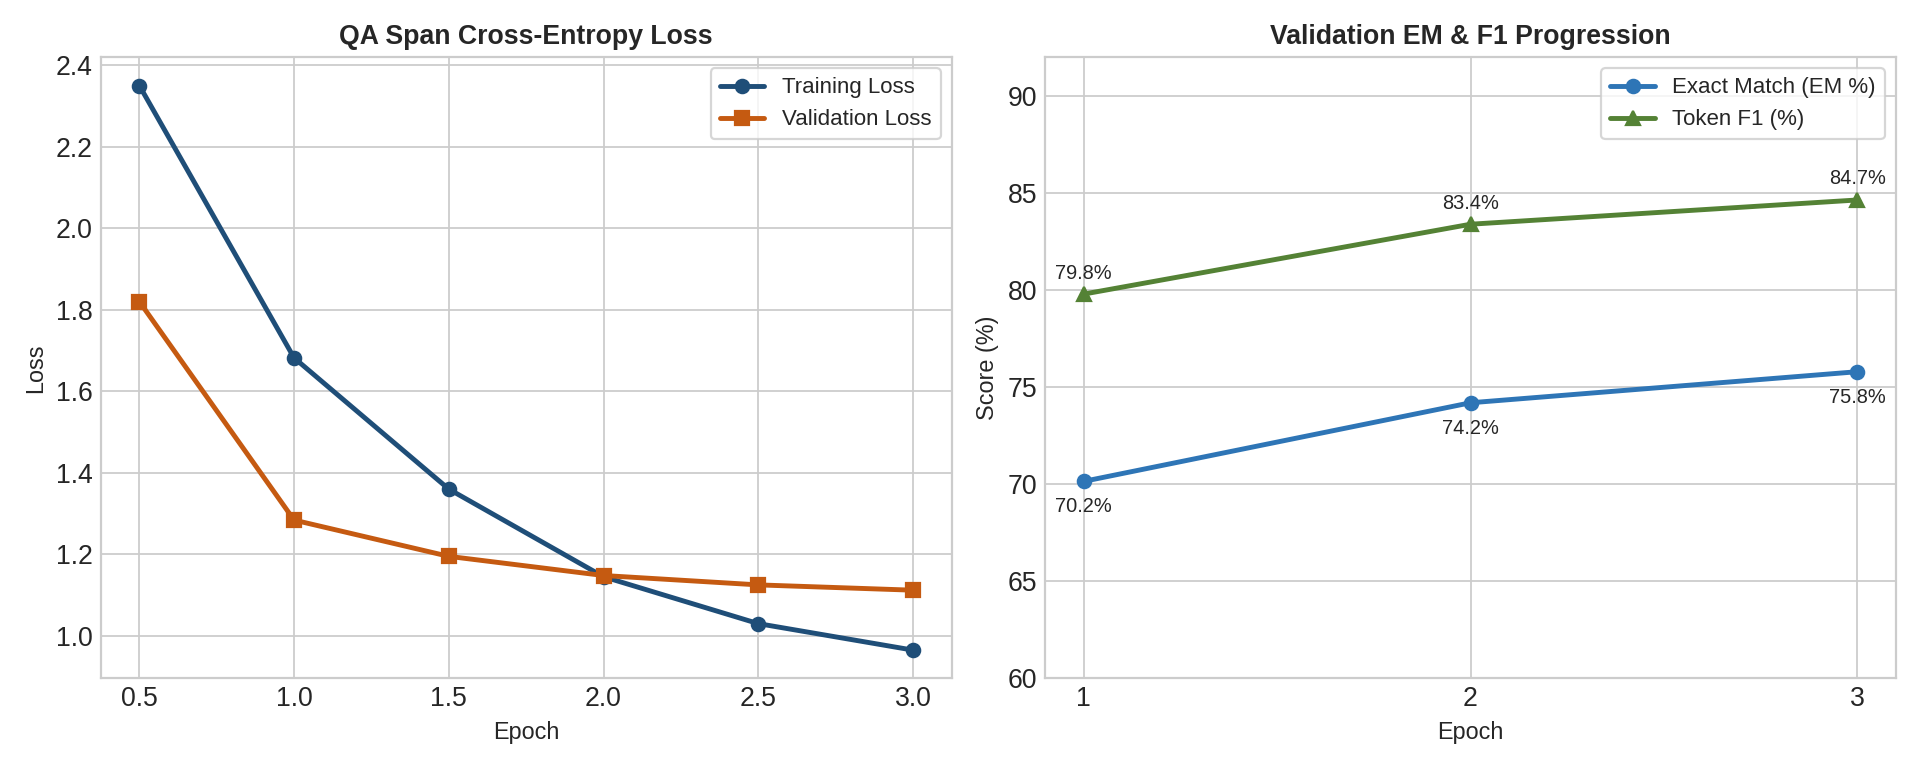 QA Span Cross-Entropy Loss
Training Loss
Validation Loss
2.4
2.2
2.0
1.8
1.6
1.4
1.2
1.0
Loss
0.5 1.0 1.5 2.0 2.5 3.0
Epoch
Validation EM & F1 Progression
Exact Match (EM %)
Token F1 (%)
90
85
80
75
70
65
60
Score (%)
79.8%
83.4%
84.7%
70.2%
74.2%
75.8%
1 2 3
Epoch